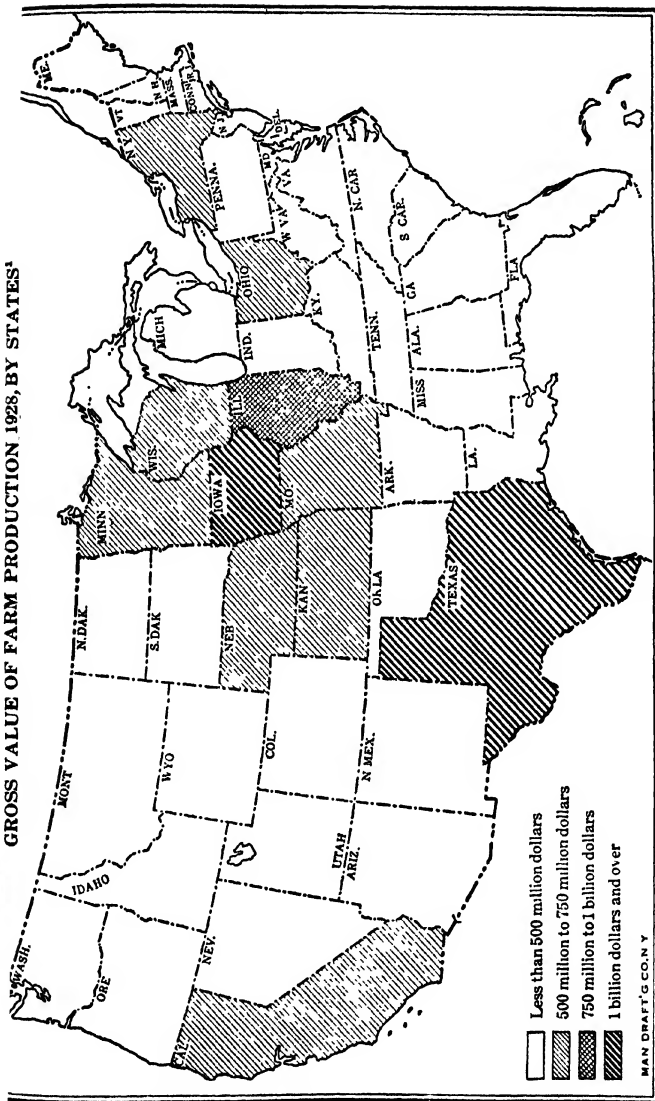 GROSS VALUE OF FARM PRODUCTION 1928, BY STATES¹
WASH.
ORE
CAL
NEV.
IDAHO
MONT
WYO
UTAH
ARIZ.
COL.
N MEX.
N.DAK.
S.DAK
NEB
KAN
OKLA
TEXAS
MINN
IOWA
MO.
ARK.
LA.
WIS.
ILL
MICH
IND.
OHIO
KY.
TENN.
MISS
ALA.
GA
FLA
S CAR.
N. CAR
VA
W VA
MD
DEL.
PENNA.
N J
N Y
CONN
R.I.
MASS.
VT
N H.
ME.
Less than 500 million dollars
500 million to 750 million dollars
750 million to 1 billion dollars
1 billion dollars and over
MAN DRAFT'G CO. N Y